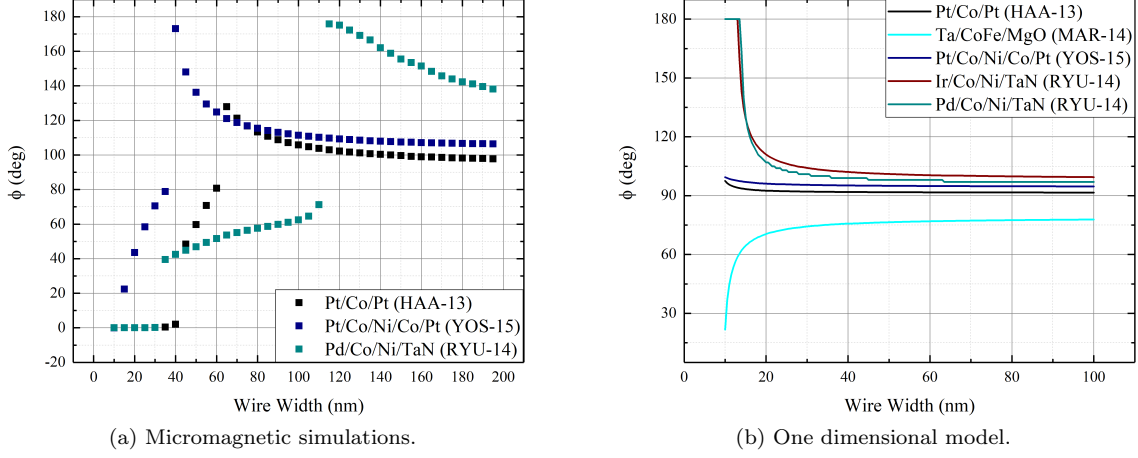 180
160
140
120
100
80
60
40
20
0
-20
ϕ (deg)
0 20 40 60 80 100 120 140 160 180 200
Wire Width (nm)
Pt/Co/Pt (HAA-13)
Pt/Co/Ni/Co/Pt (YOS-15)
Pd/Co/Ni/TaN (RYU-14)
(a) Micromagnetic simulations.
180
150
120
90
60
30
ϕ (deg)
0 20 40 60 80 100
Wire Width (nm)
Pt/Co/Pt (HAA-13)
Ta/CoFe/MgO (MAR-14)
Pt/Co/Ni/Co/Pt (YOS-15)
Ir/Co/Ni/TaN (RYU-14)
Pd/Co/Ni/TaN (RYU-14)
(b) One dimensional model.